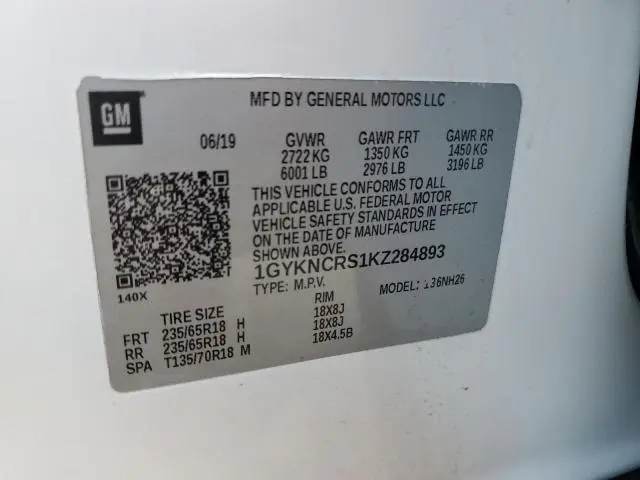 GM
MFD BY GENERAL MOTORS LLC
06/19 GVWR GAWR FRT GAWR RR
2722 KG 1350 KG 1450 KG
6001 LB 2976 LB 3196 LB
THIS VEHICLE CONFORMS TO ALL
APPLICABLE U.S. FEDERAL MOTOR
VEHICLE SAFETY STANDARDS IN EFFECT
ON THE DATE OF MANUFACTURE
SHOWN ABOVE.
1GYKNCRS1KZ284893
140X TYPE: M.P.V. MODEL:
TIRE SIZE RIM
FRT 235/65R18 H 18X8J
RR 235/65R18 H 18X8J
SPA T135/70R18 M 18X4.5B